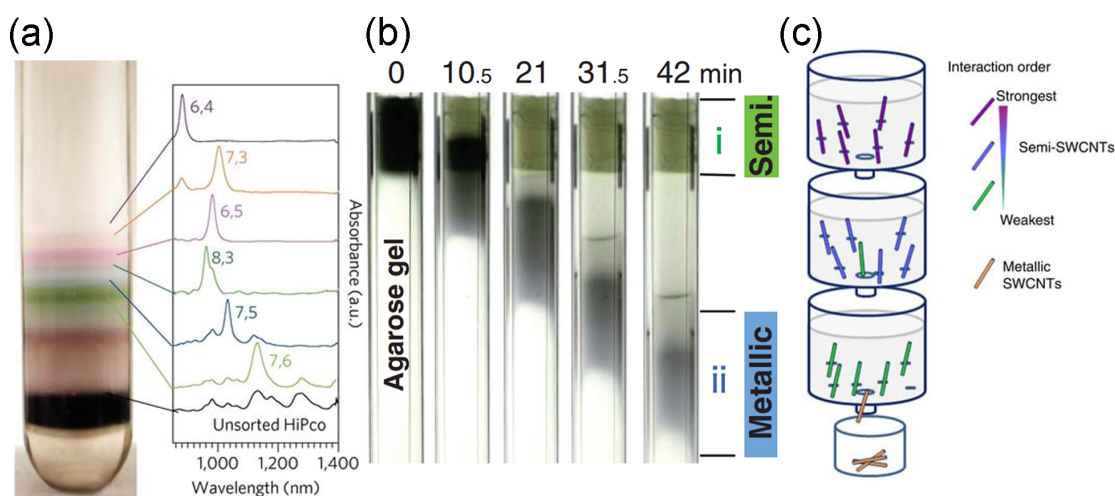 (a)
6,4
7,3
6,5
8,3
7,5
7,6
Unsorted HiPco
1,000 1,200 1,400
Wavelength (nm)
Absorbance (a.u.)
(b)
0 10.5 21 31.5 42 min
Agarose gel
i
Semi.
ii
Metallic
(c)
Interaction order
Strongest
Semi-SWCNTs
Weakest
Metallic
SWCNTs